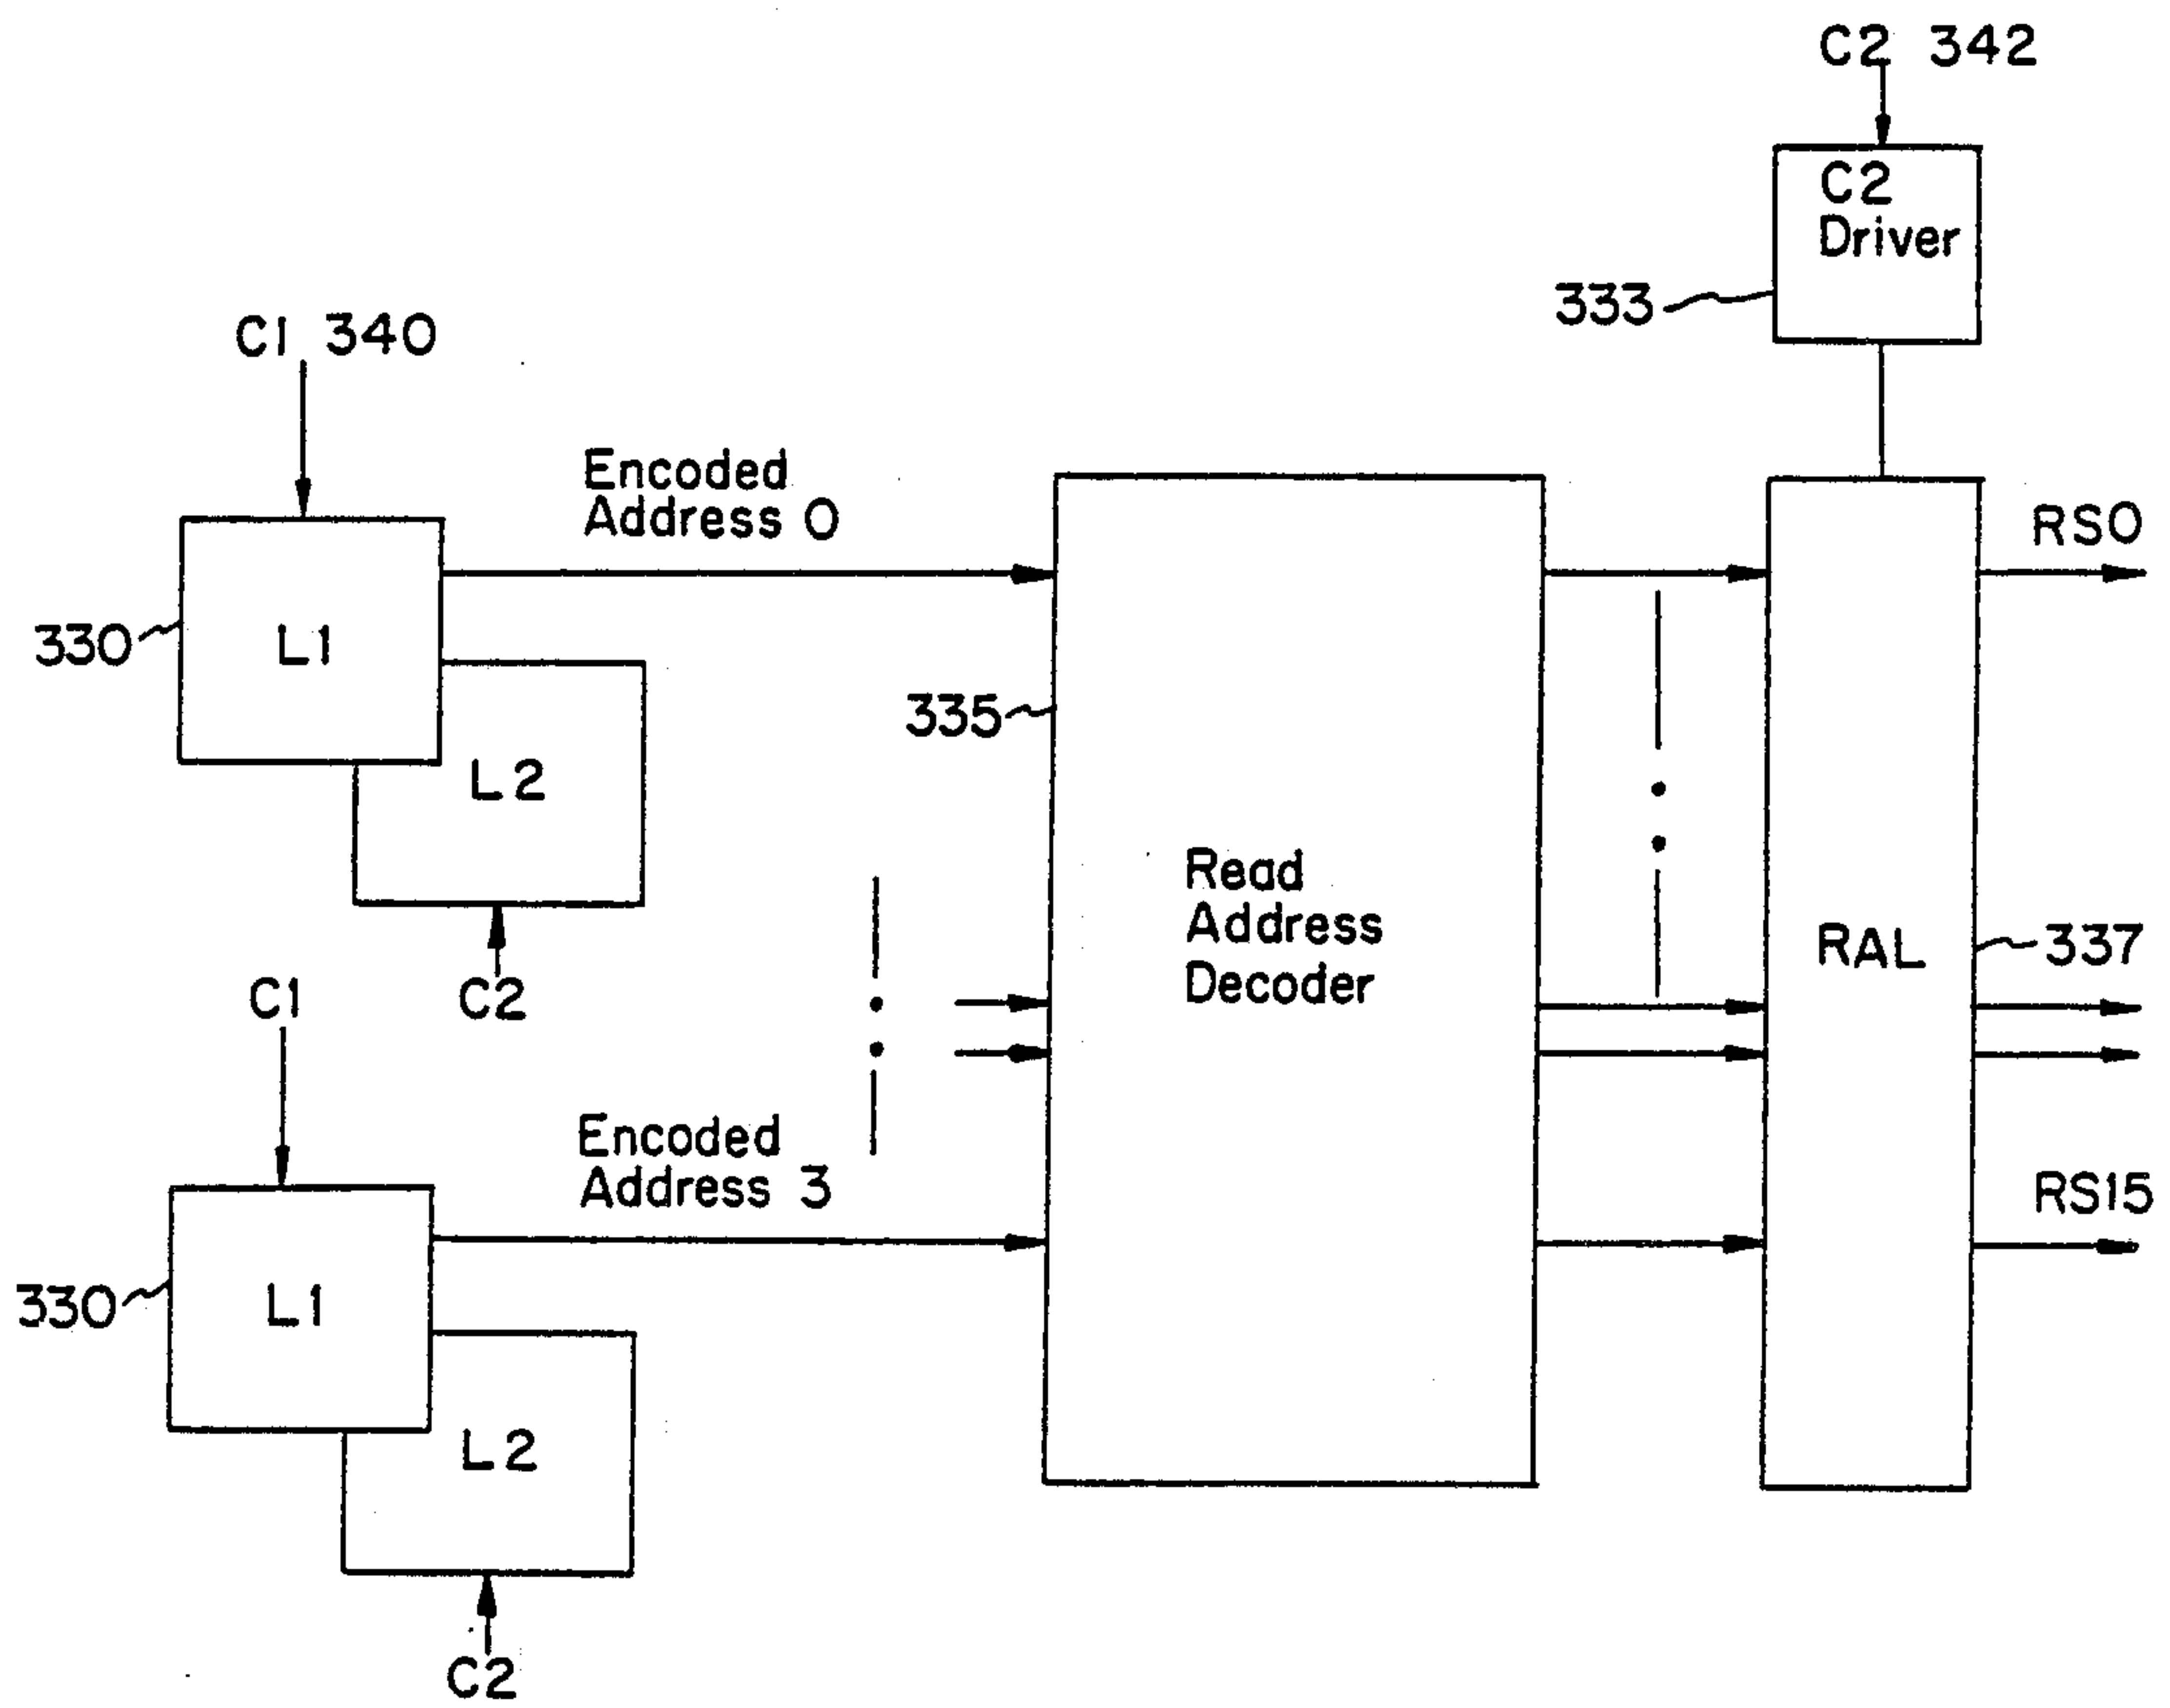 C2 342
C2
Driver
333
C1 340
Encoded
Address 0
RS0
330
L1
335
L2
Read
Address
Decoder
RAL
337
C1
C2
Encoded
Address 3
RS15
330
L1
L2
C2